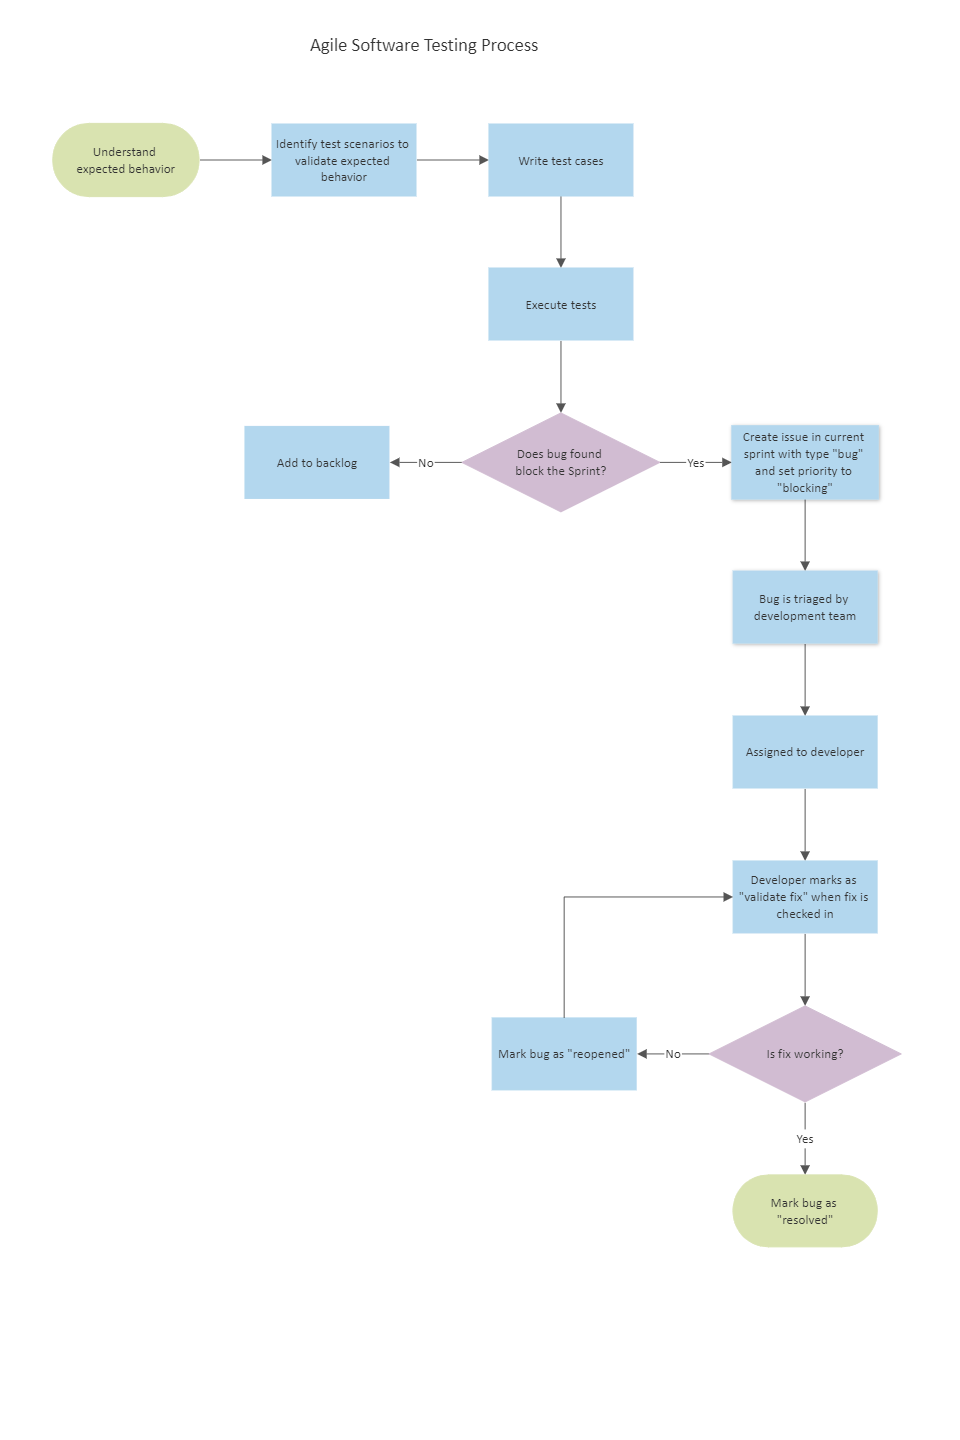 Agile Software Testing Process
Understand
expected behavior
Identify test scenarios to
validate expected
behavior
Write test cases
Execute tests
Does bug found
block the Sprint?
No
Add to backlog
Yes
Create issue in current
sprint with type "bug"
and set priority to
"blocking"
Bug is triaged by
development team
Assigned to developer
Developer marks as
"validate fix" when fix is
checked in
Is fix working?
No
Mark bug as "reopened"
Yes
Mark bug as
"resolved"